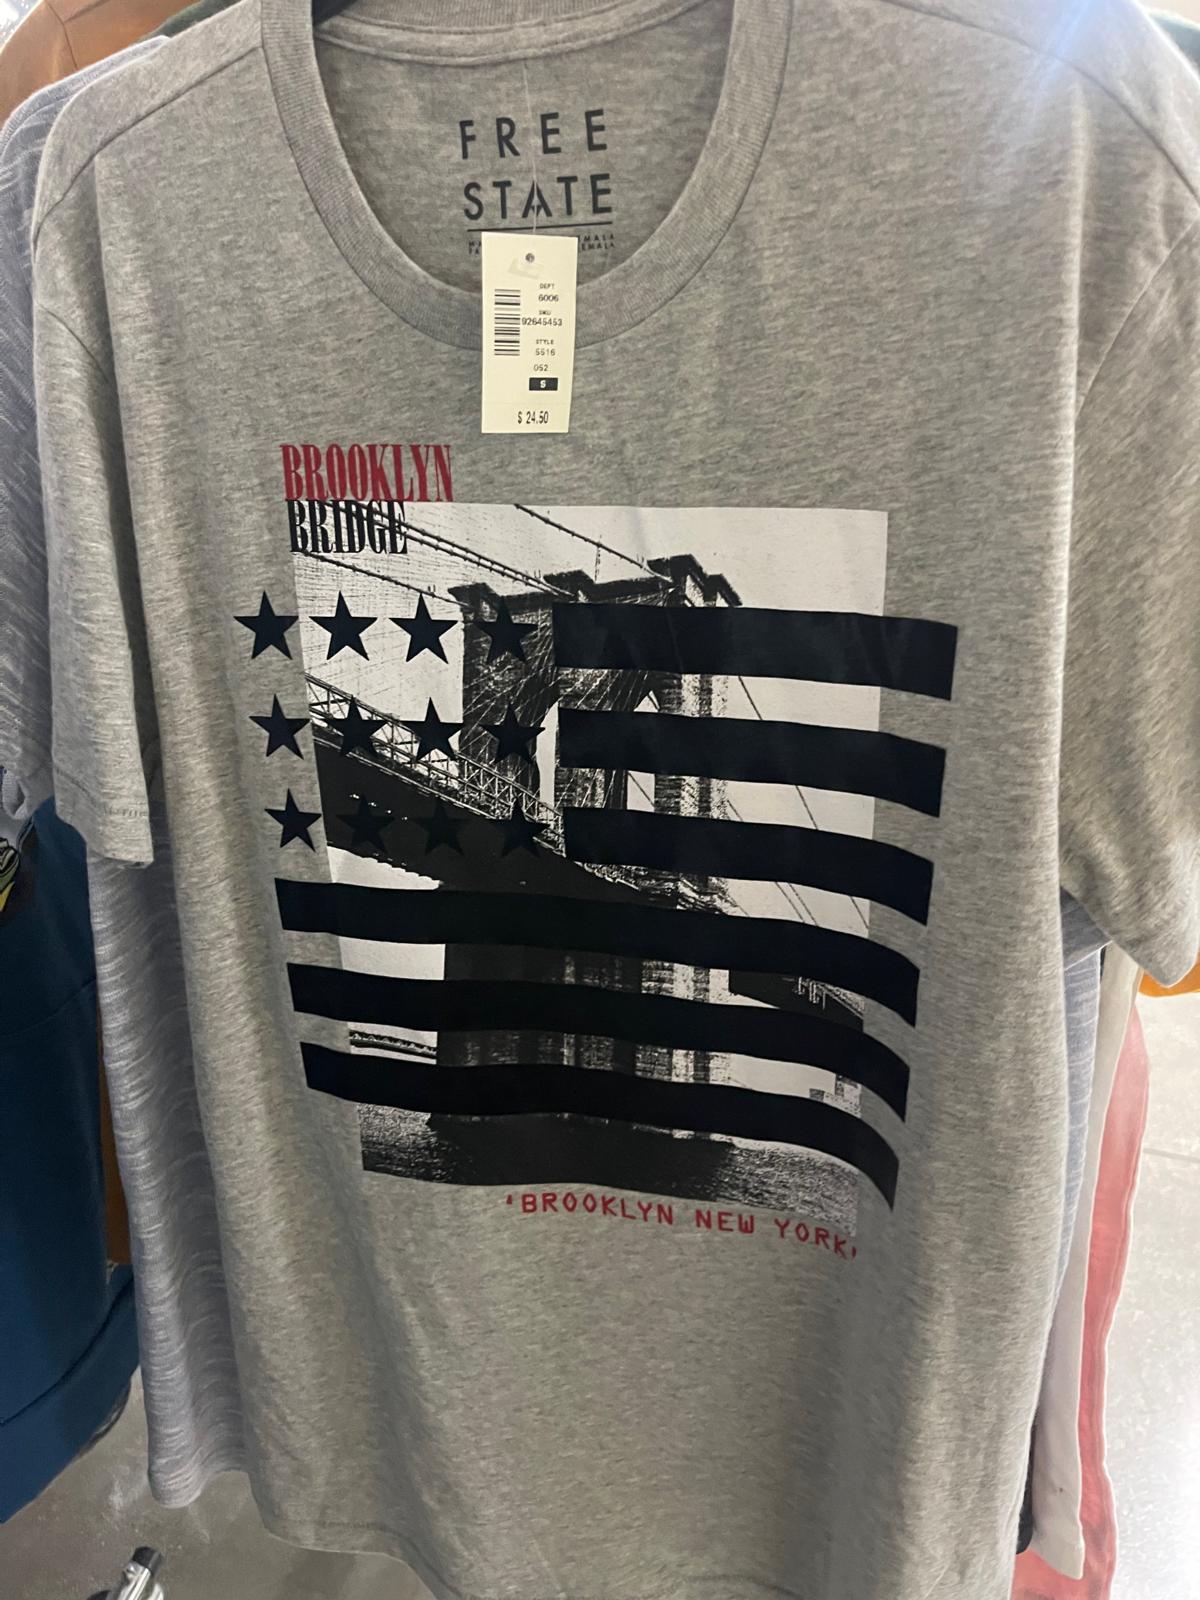 FREE
STATE
DEPT
6006
SKU
92645453
STYLE
5516
052
S
$ 24.50
BROOKLYN
BRIDGE
'BROOKLYN NEW YORK'